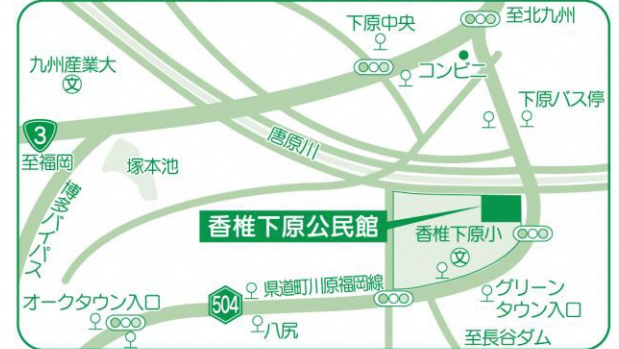 至北九州
下原中央
九州産業大
文
コンビニ
下原バス停
3
至福岡
唐原川
塚本池
博多バイパス
香椎下原公民館
香椎下原小
文
県道町川原福岡線
504
オークタウン入口
八尻
グリーン
タウン入口
至長谷ダム